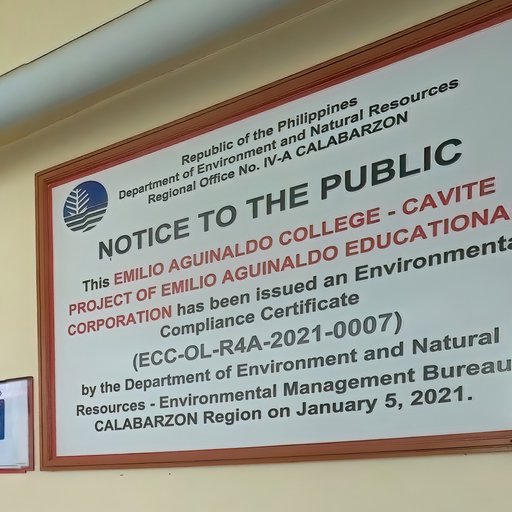 Republic of the Philippines
Department of Environment and Natural Resources
Regional Office No. IV-A CALABARZON
NOTICE TO THE PUBLIC
This EMILIO AGUINALDO COLLEGE - CAVITE
PROJECT OF EMILIO AGUINALDO EDUCATIONA
CORPORATION has been issued an Environmenta
Compliance Certificate
(ECC-OL-R4A-2021-0007)
by the Department of Environment and Natural
Resources - Environmental Management Bureau
CALABARZON Region on January 5, 2021.